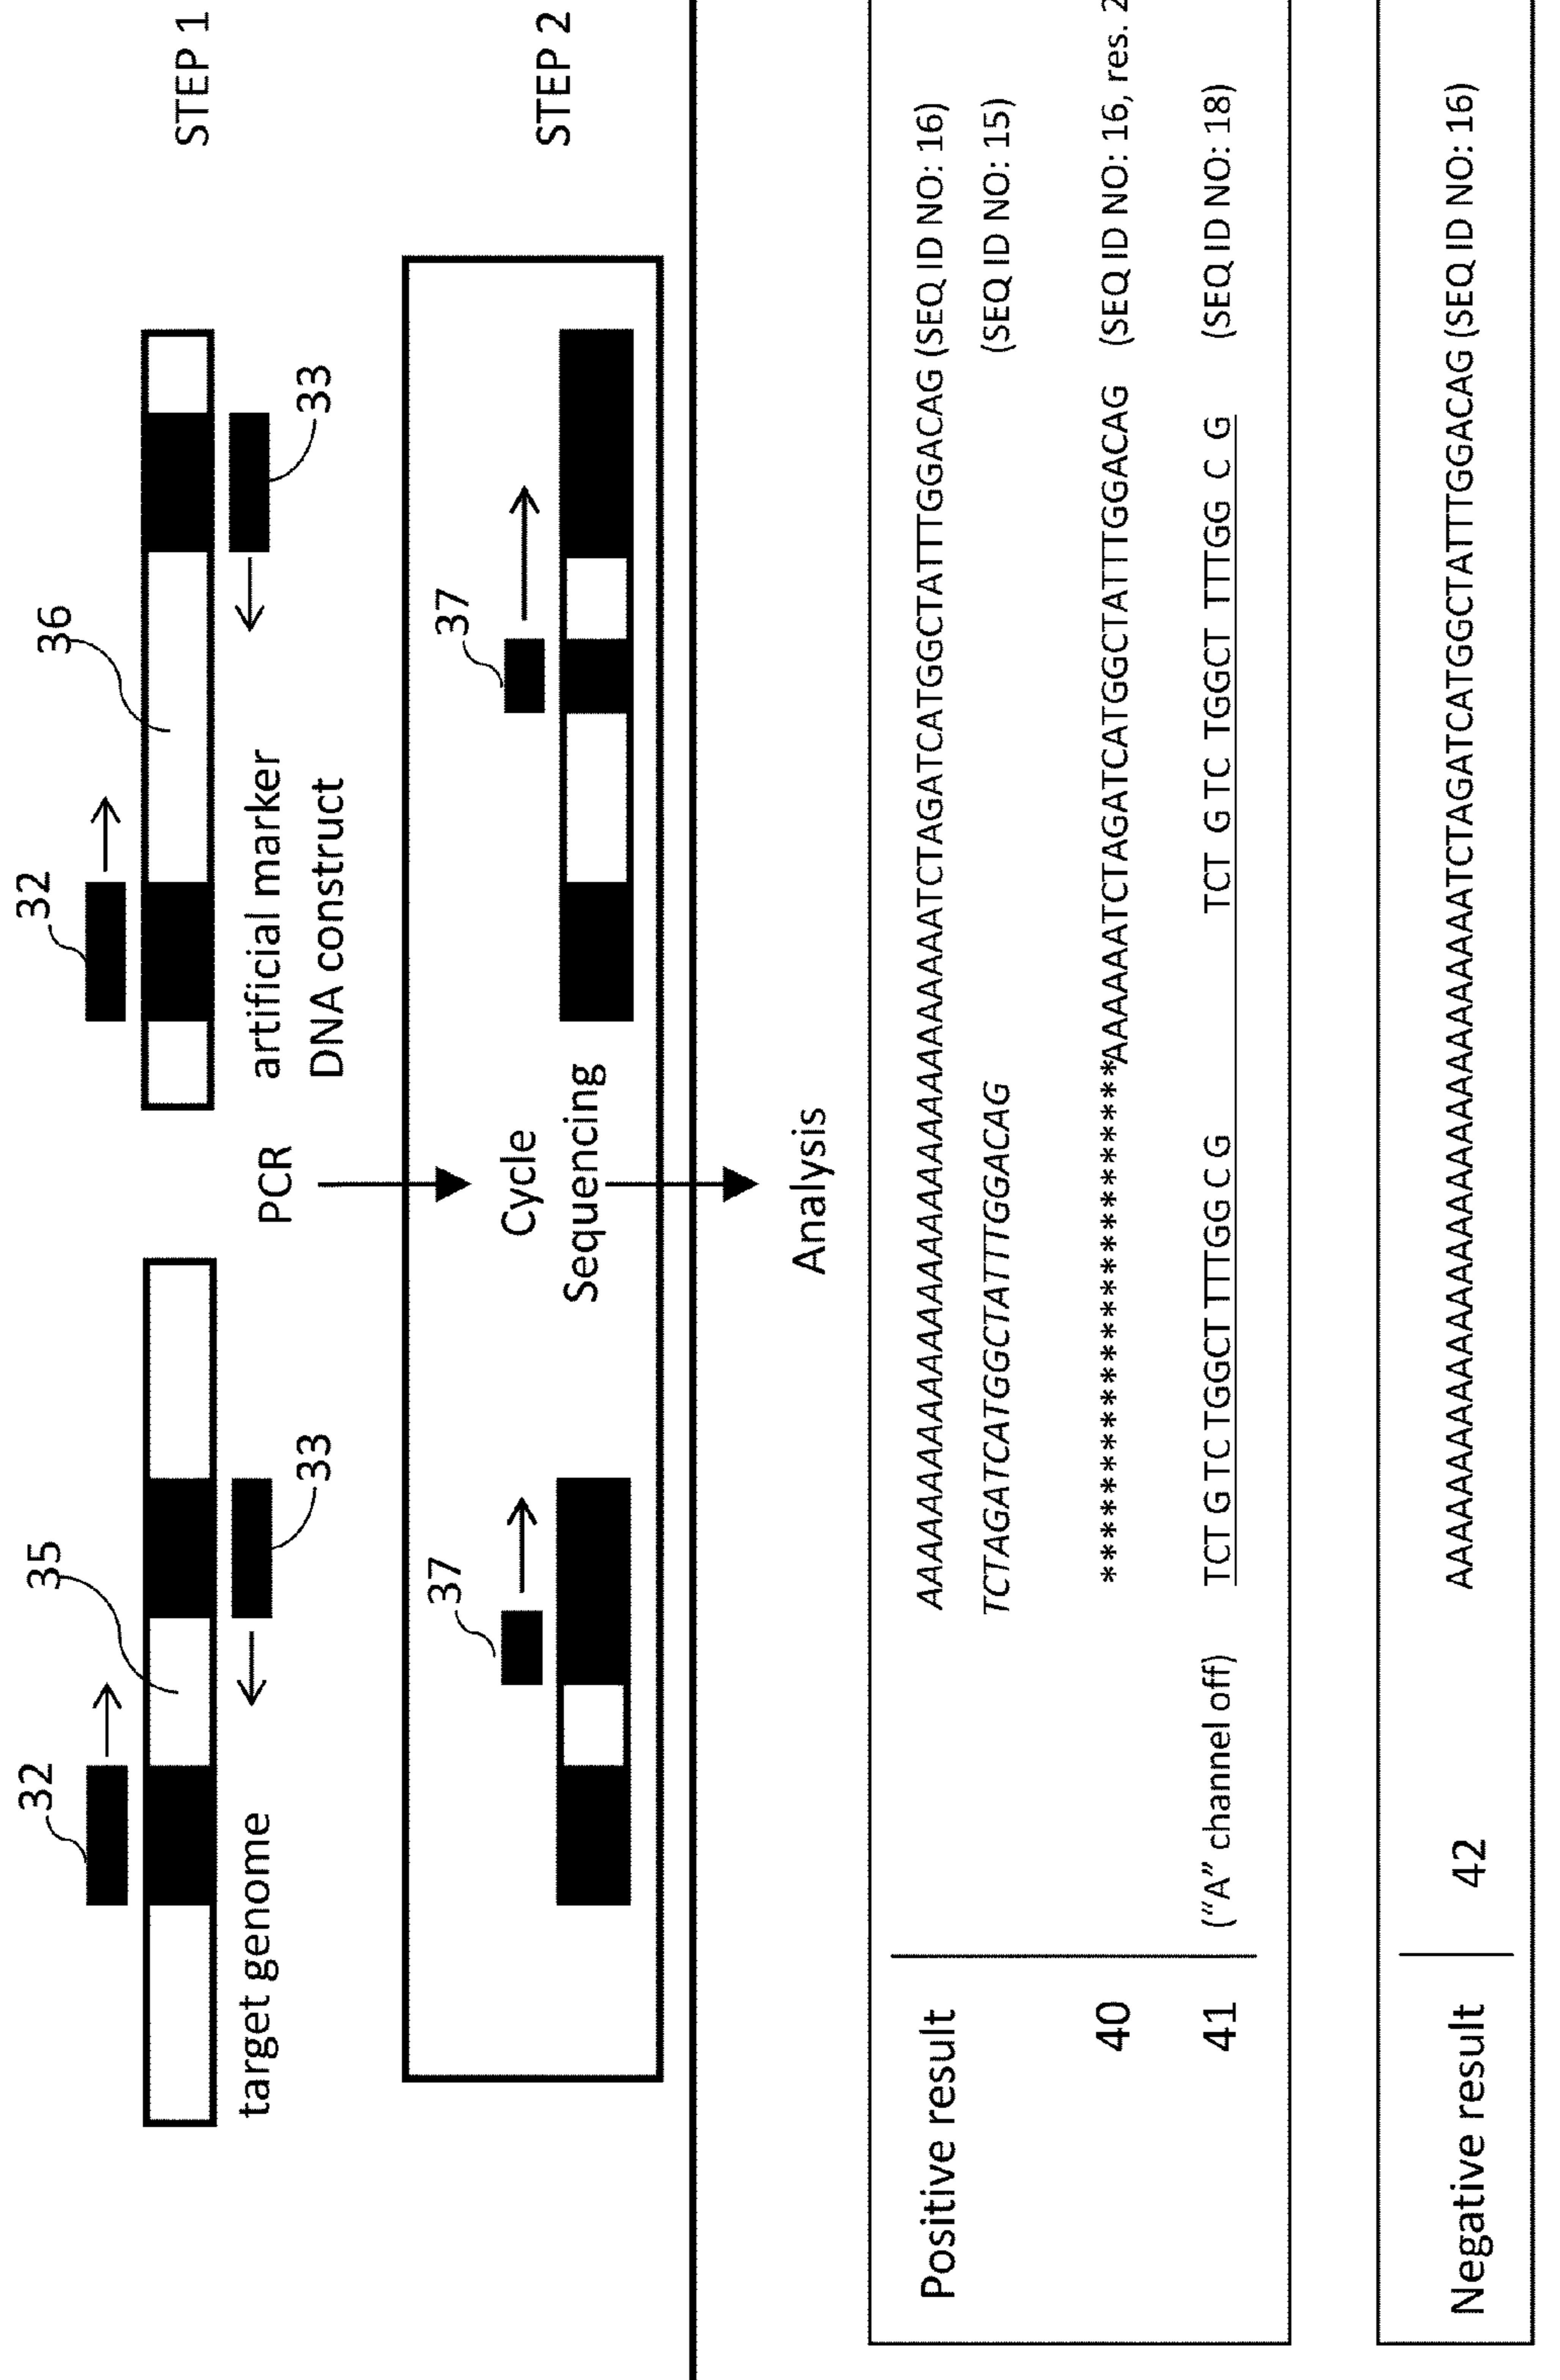 STEP 1
32
35
33
target genome
PCR
32
36
33
artificial marker
DNA construct
STEP 2
37
Cycle
Sequencing
37
Analysis
Positive result
AAAAAAAAAAAAAAAAAAAAAAAAAAAAAATCTAGATCATGGCTATTTGGACAG (SEQ ID NO: 16)
TCTAGATCATGGCTATTTGGACAG (SEQ ID NO: 15)
40 ************************AAAAAATCTAGATCATGGCTATTTGGACAG (SEQ ID NO: 16, res. 2
41 ("A" channel off) TCT G TC TGGCT TTTGG C G TCT G TC TGGCT TTTGG C G (SEQ ID NO: 18)
Negative result 42 AAAAAAAAAAAAAAAAAAAAAAAAAAAAAATCTAGATCATGGCTATTTGGACAG (SEQ ID NO: 16)